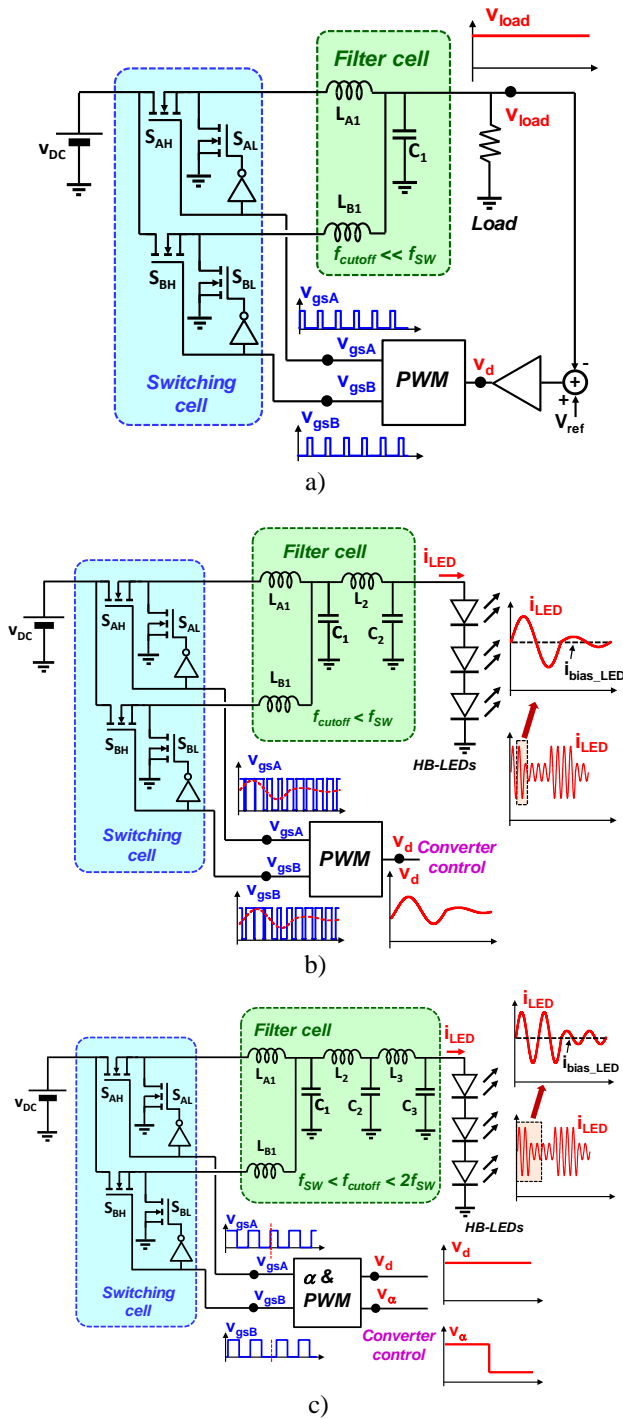 Filter cell
v_load
v_DC
S_AH
S_AL
L_A1
C_1
v_load
L_B1
Load
f_cutoff << f_SW
S_BH
S_BL
v_gsA
Switching
cell
v_gsA
v_gsB
PWM
v_d
-
+
+
V_ref
v_gsB
a)
Filter cell
i_LED
v_DC
S_AH
S_AL
L_A1
L_2
C_1
C_2
i_LED
i_bias_LED
L_B1
f_cutoff < f_SW
S_BH
S_BL
HB-LEDs
i_LED
v_gsA
Switching
cell
v_gsA
v_gsB
PWM
v_d
Converter
control
v_gsB
v_d
b)
Filter cell
i_LED
i_LED
i_bias_LED
v_DC
S_AH
S_AL
L_A1
L_2
L_3
C_1
C_2
C_3
i_LED
L_B1
f_SW < f_cutoff < 2f_SW
S_BH
S_BL
HB-LEDs
v_gsA
v_gsA
v_gsB
α &
PWM
v_d
v_α
v_d
Switching
cell
v_gsB
Converter
control
v_α
c)